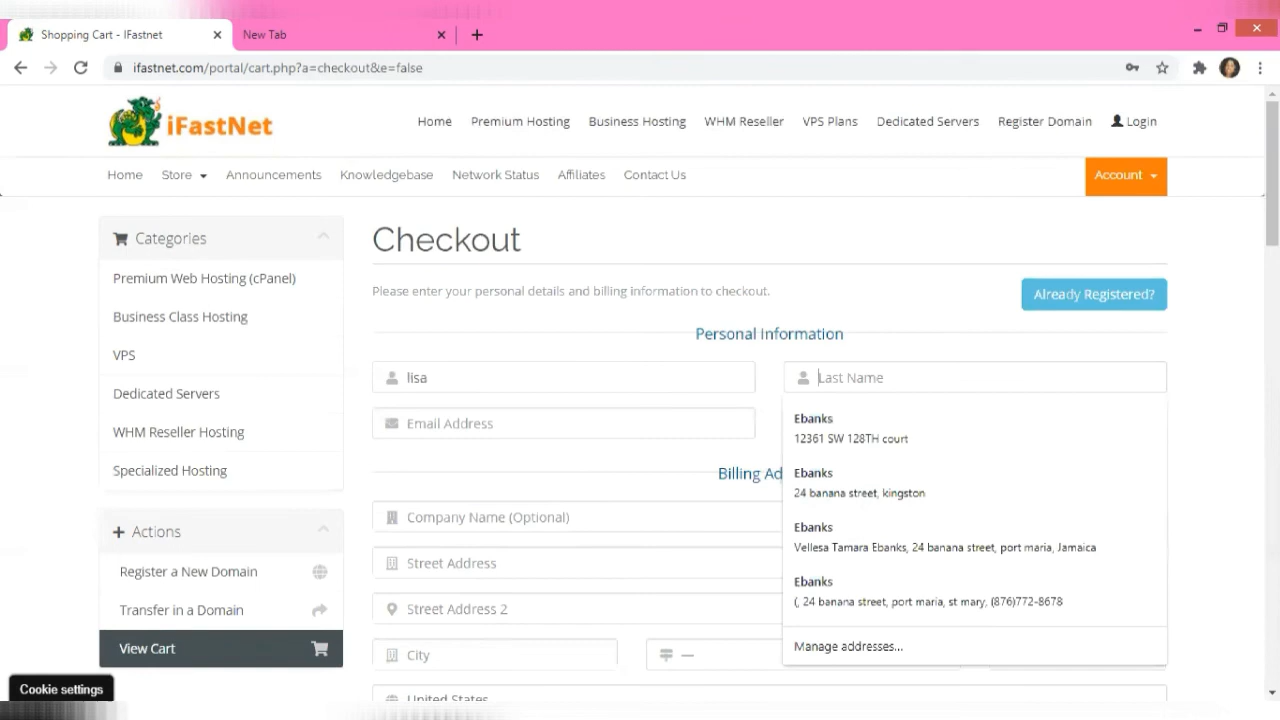 Shopping Cart - IFastnet
New Tab
ifastnet.com/portal/cart.php?a=checkout&e=false
iFastNet
Home
Premium Hosting
Business Hosting
WHM Reseller
VPS Plans
Dedicated Servers
Register Domain
Login
Home
Store
Announcements
Knowledgebase
Network Status
Affiliates
Contact Us
Account
Categories
Premium Web Hosting (cPanel)
Business Class Hosting
VPS
Dedicated Servers
WHM Reseller Hosting
Specialized Hosting
Actions
Register a New Domain
Transfer in a Domain
View Cart
Cookie settings
Checkout
Please enter your personal details and billing information to checkout.
Already Registered?
Personal Information
lisa
Last Name
Email Address
Billing Ad
Company Name (Optional)
Street Address
Street Address 2
City
—
United States
Ebanks
12361 SW 128TH court
Ebanks
24 banana street, kingston
Ebanks
Vellesa Tamara Ebanks, 24 banana street, port maria, Jamaica
Ebanks
(, 24 banana street, port maria, st mary, (876)772-8678
Manage addresses...